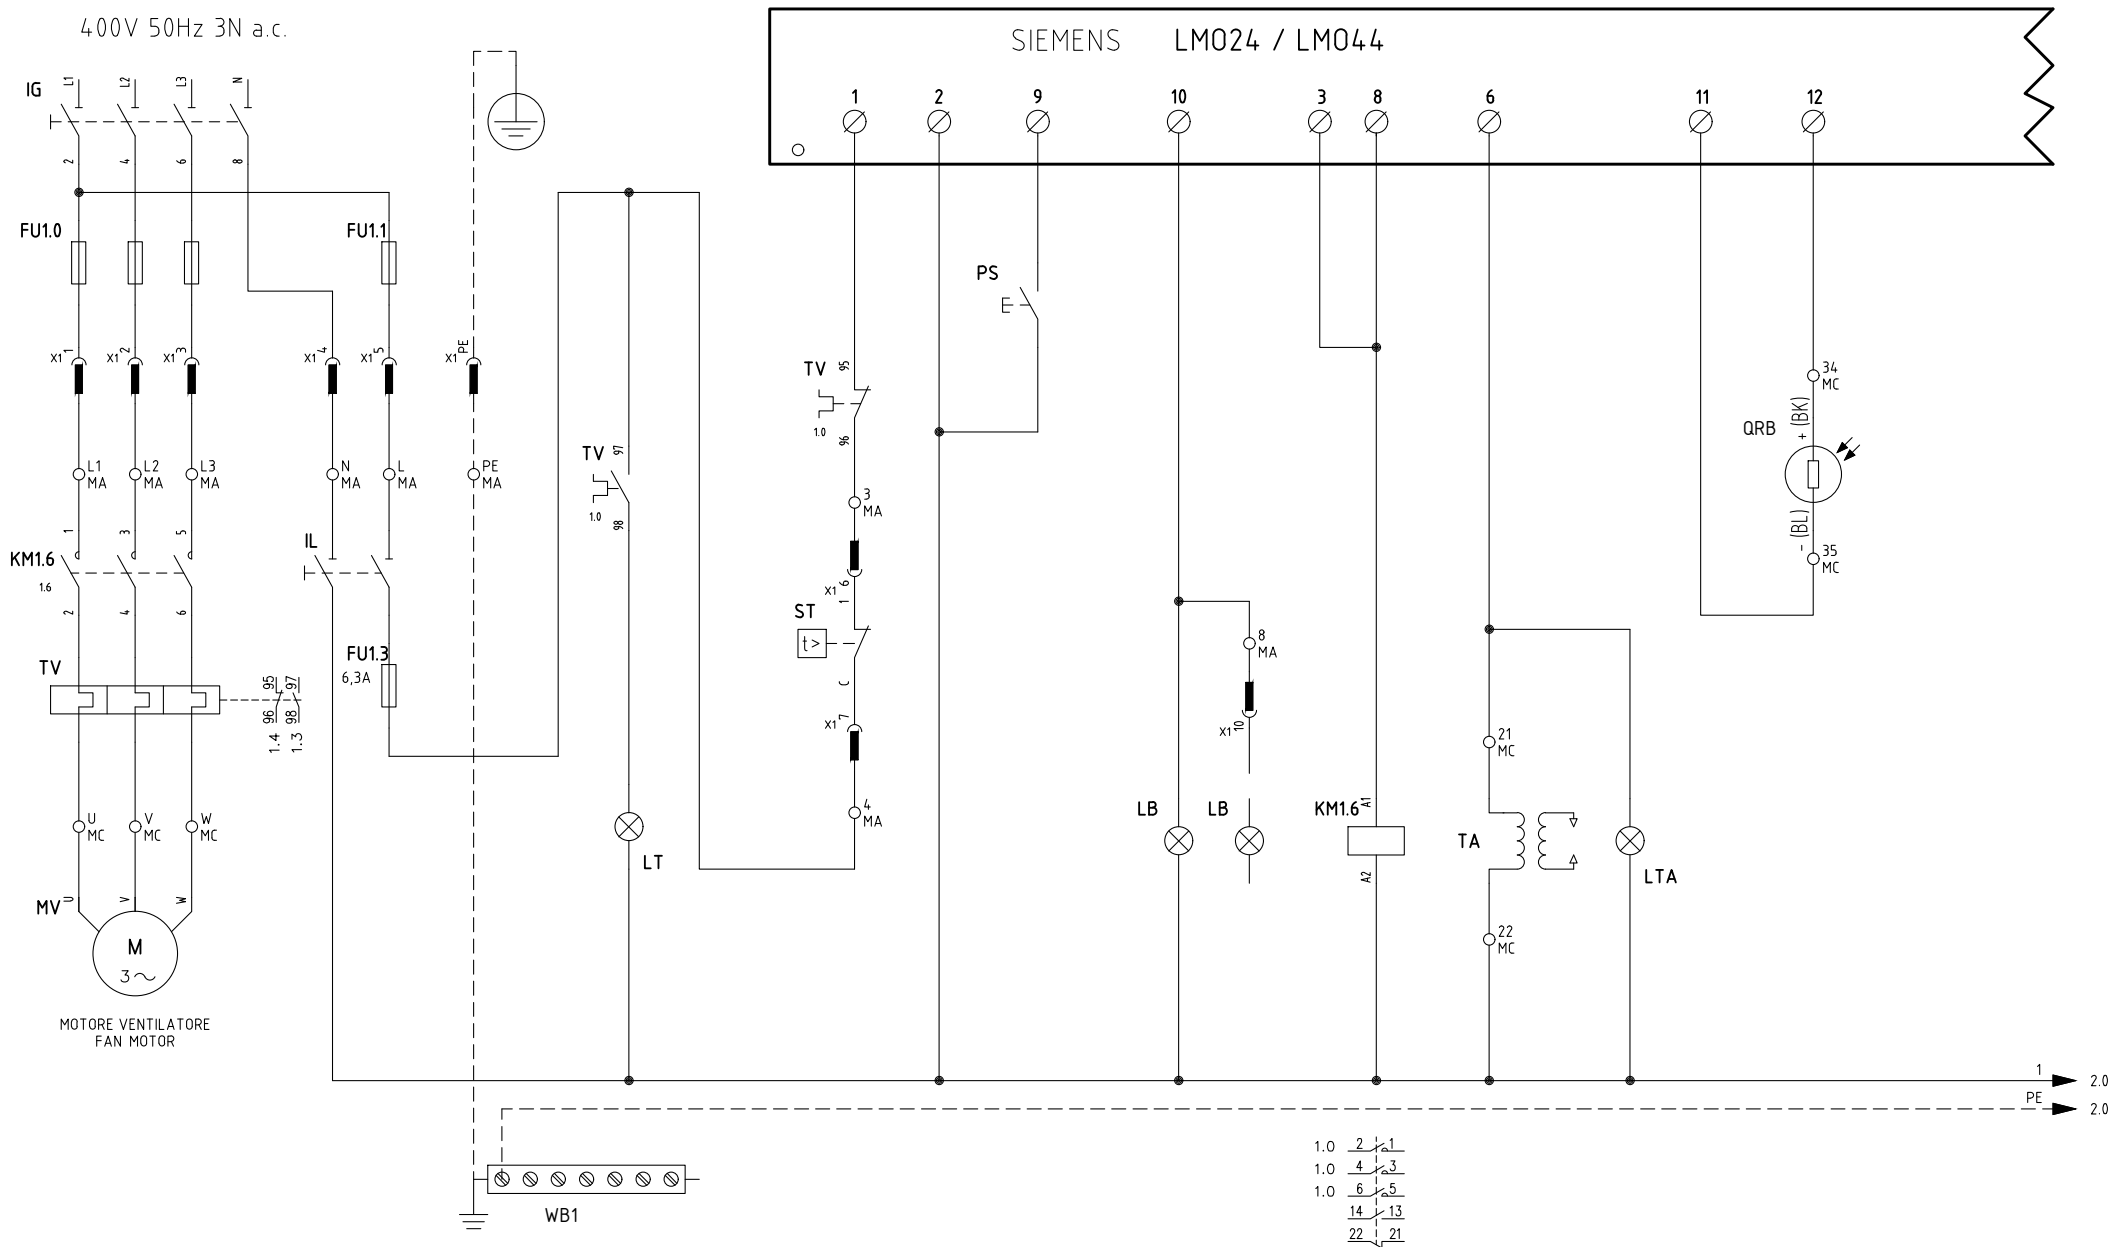 400V 50Hz 3N a.c.
SIEMENS LMO24 / LMO44
1 2 9 10 3 8 6 11 12
IG
L1 L2 L3 N
2 4 6 8
FU1.0 FU1.1
PS
X1 1 X1 2 X1 3 X1 4 X1 5 X1 PE
TV
95
1.0
96
34
MC
QRB
+ (BK)
- (BL)
35
MC
L1
MA
L2
MA
L3
MA
N
MA
L
MA
PE
MA
TV
97
1.0
98
3
MA
X1 6
ST
1
t>
C
X1 7
4
MA
1 3 5
KM1.6
1.6
2 4 6
IL
FU1.3
6,3A
TV
95 97
96 98
1.4 1.3
8
MA
X1 10
21
MC
LB LB
KM1.6
A1
A2
TA
LTA
22
MC
LT
U
MC
V
MC
W
MC
MV
U V W
M
3~
MOTORE VENTILATORE
FAN MOTOR
1 2.0
PE 2.0
WB1
1.0 2 1
1.0 4 3
1.0 6 5
14 13
22 21